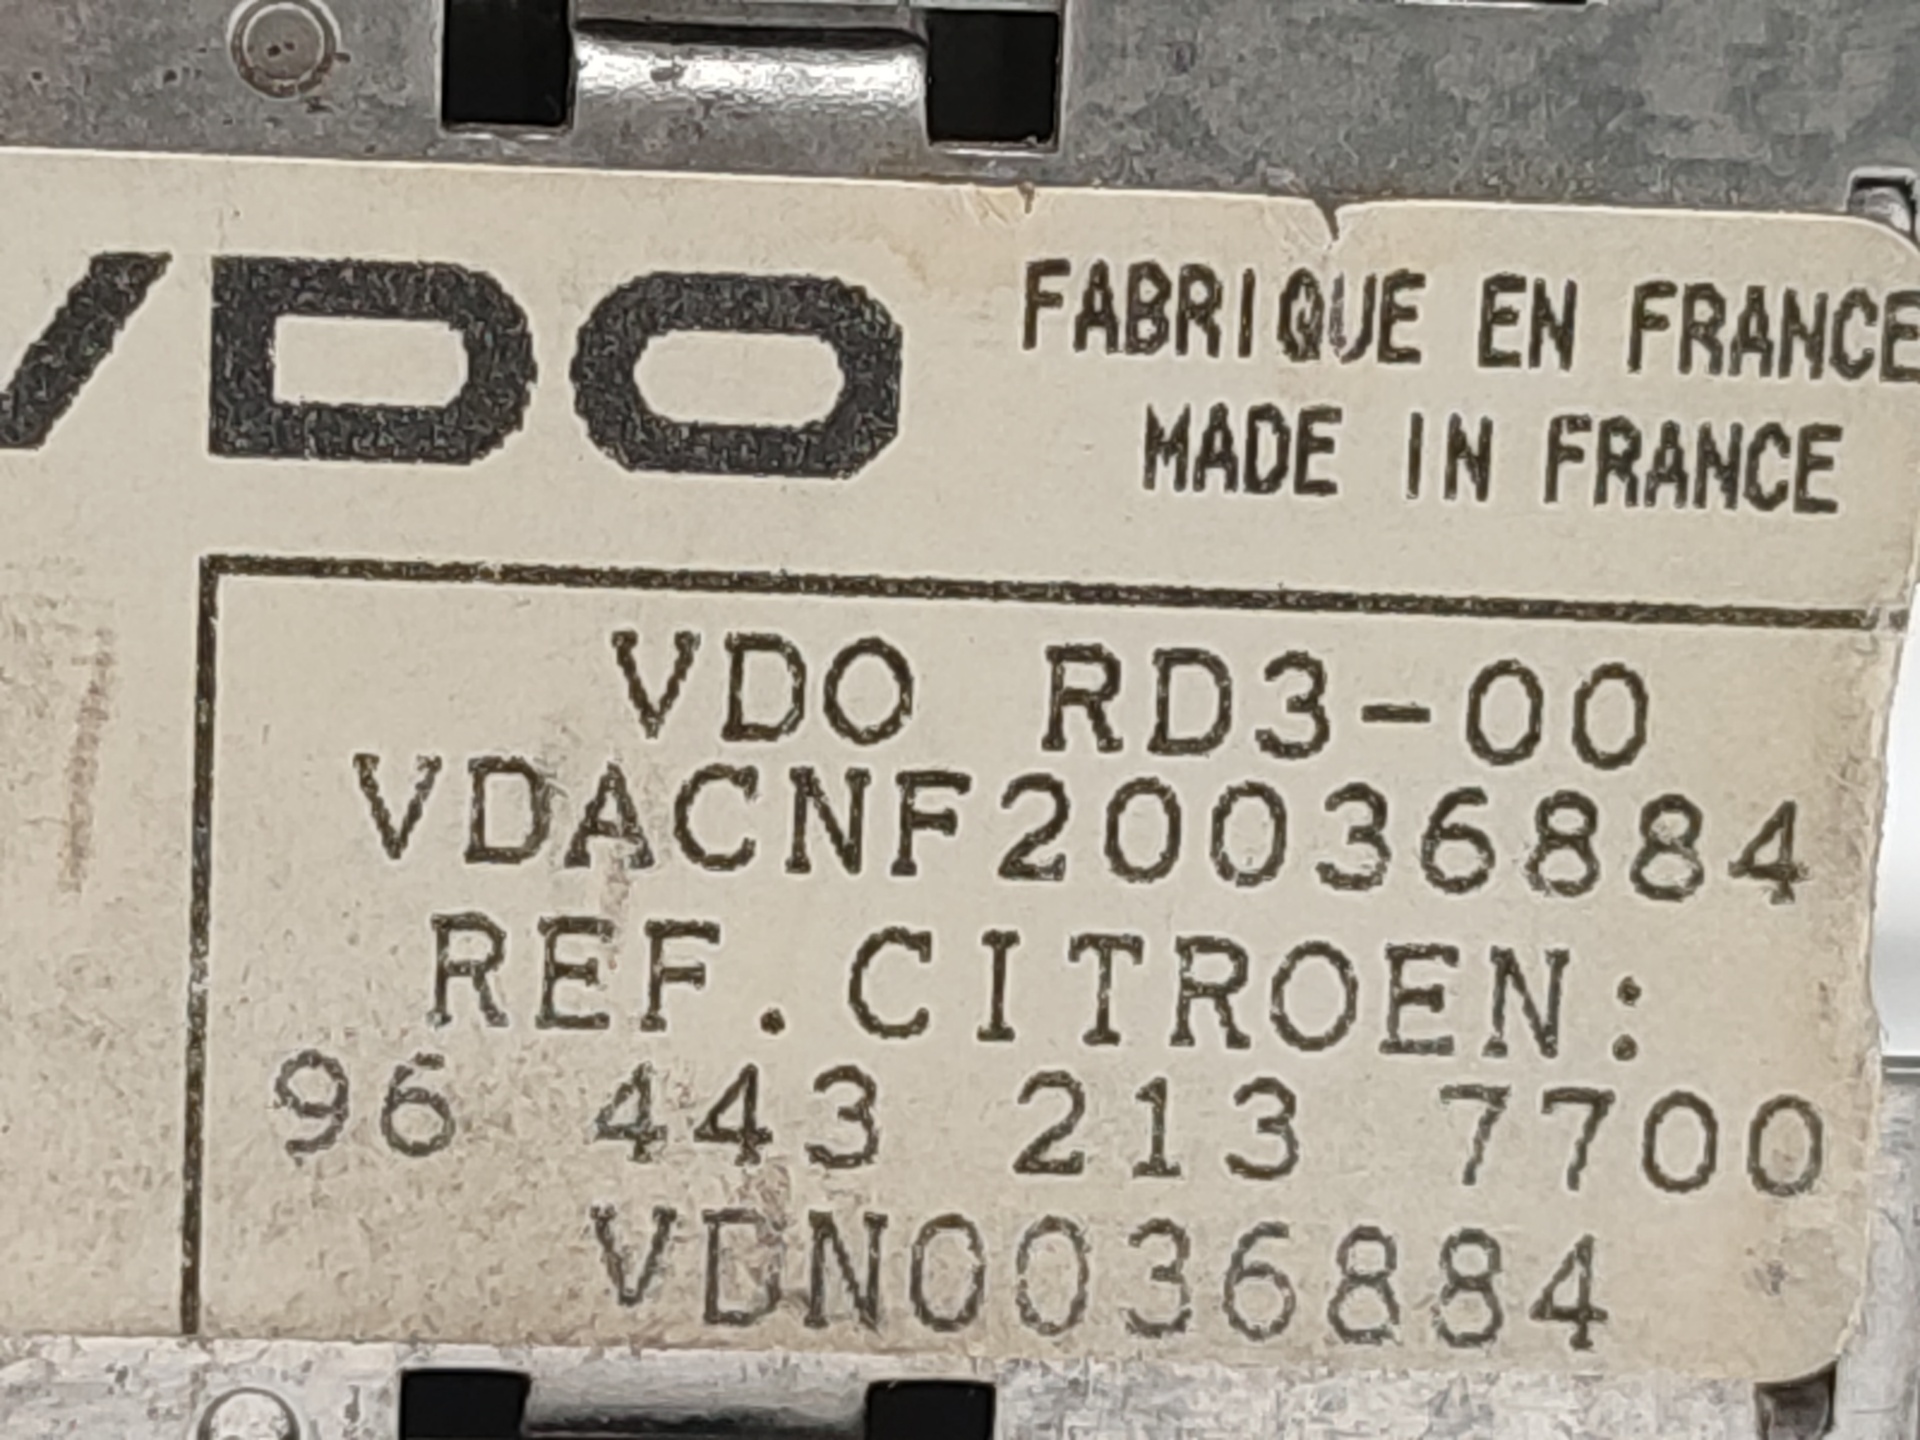 VDO
FABRIQUE EN FRANCE
MADE IN FRANCE
VDO RD3-00
VDACNF20036884
REF.CITROEN:
96 443 213 7700
VDN0036884